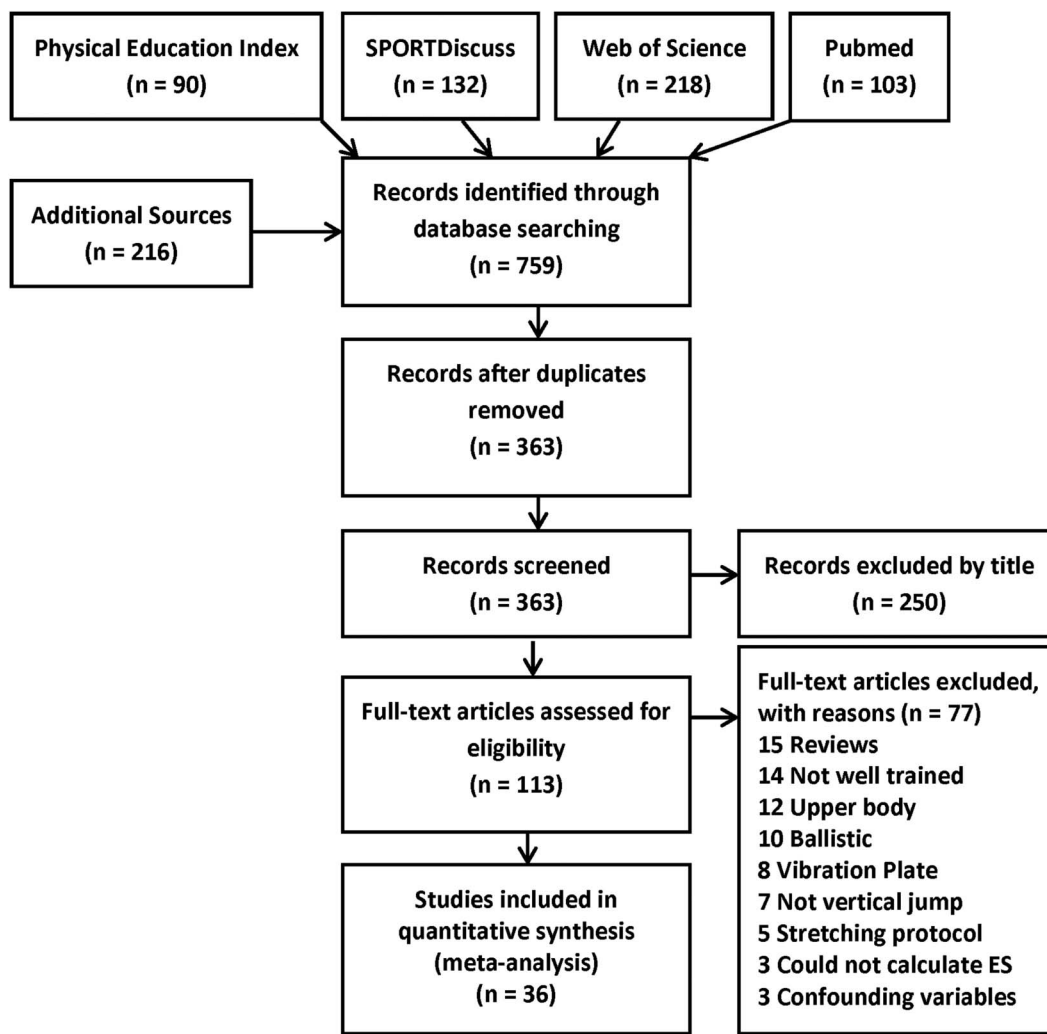 Physical Education Index
(n = 90)
SPORTDiscuss
(n = 132)
Web of Science
(n = 218)
Pubmed
(n = 103)
Additional Sources
(n = 216)
Records identified through
database searching
(n = 759)
Records after duplicates
removed
(n = 363)
Records screened
(n = 363)
Records excluded by title
(n = 250)
Full-text articles assessed for
eligibility
(n = 113)
Full-text articles excluded,
with reasons (n = 77)
15 Reviews
14 Not well trained
12 Upper body
10 Ballistic
8 Vibration Plate
7 Not vertical jump
5 Stretching protocol
3 Could not calculate ES
3 Confounding variables
Studies included in
quantitative synthesis
(meta-analysis)
(n = 36)